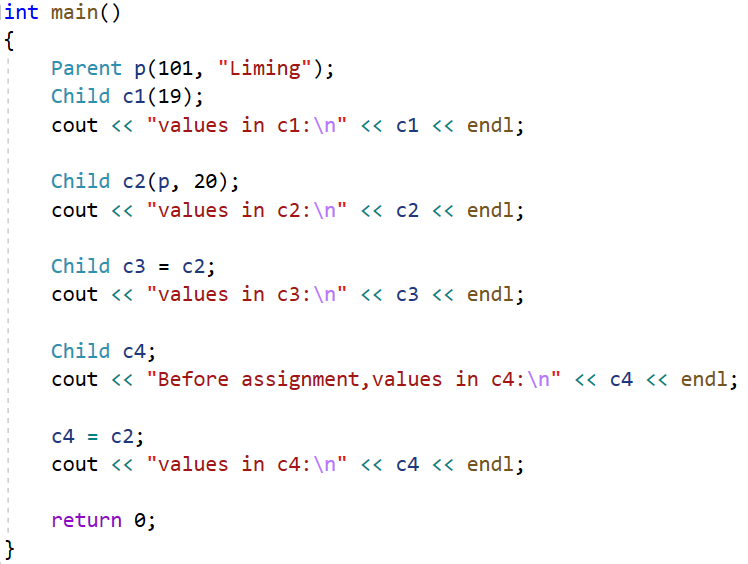 int main()
{
    Parent p(101, "Liming");
    Child c1(19);
    cout << "values in c1:\n" << c1 << endl;

    Child c2(p, 20);
    cout << "values in c2:\n" << c2 << endl;

    Child c3 = c2;
    cout << "values in c3:\n" << c3 << endl;

    Child c4;
    cout << "Before assignment,values in c4:\n" << c4 << endl;

    c4 = c2;
    cout << "values in c4:\n" << c4 << endl;

    return 0;
}